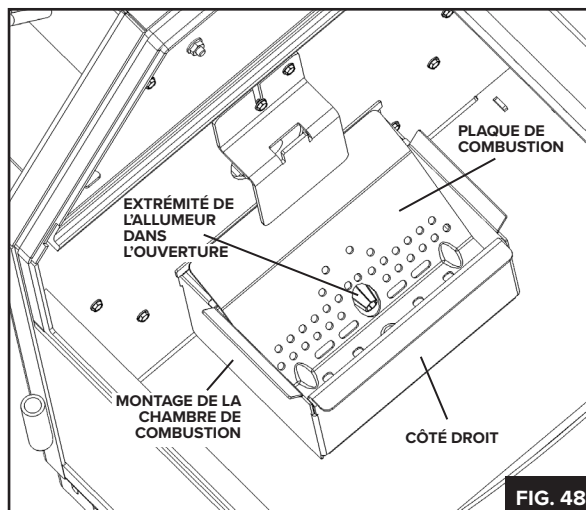 PLAQUE DE
COMBUSTION
EXTRÉMITÉ DE
L'ALLUMEUR
DANS
L'OUVERTURE
MONTAGE DE LA
CHAMBRE DE
COMBUSTION
CÔTÉ DROIT
FIG. 48